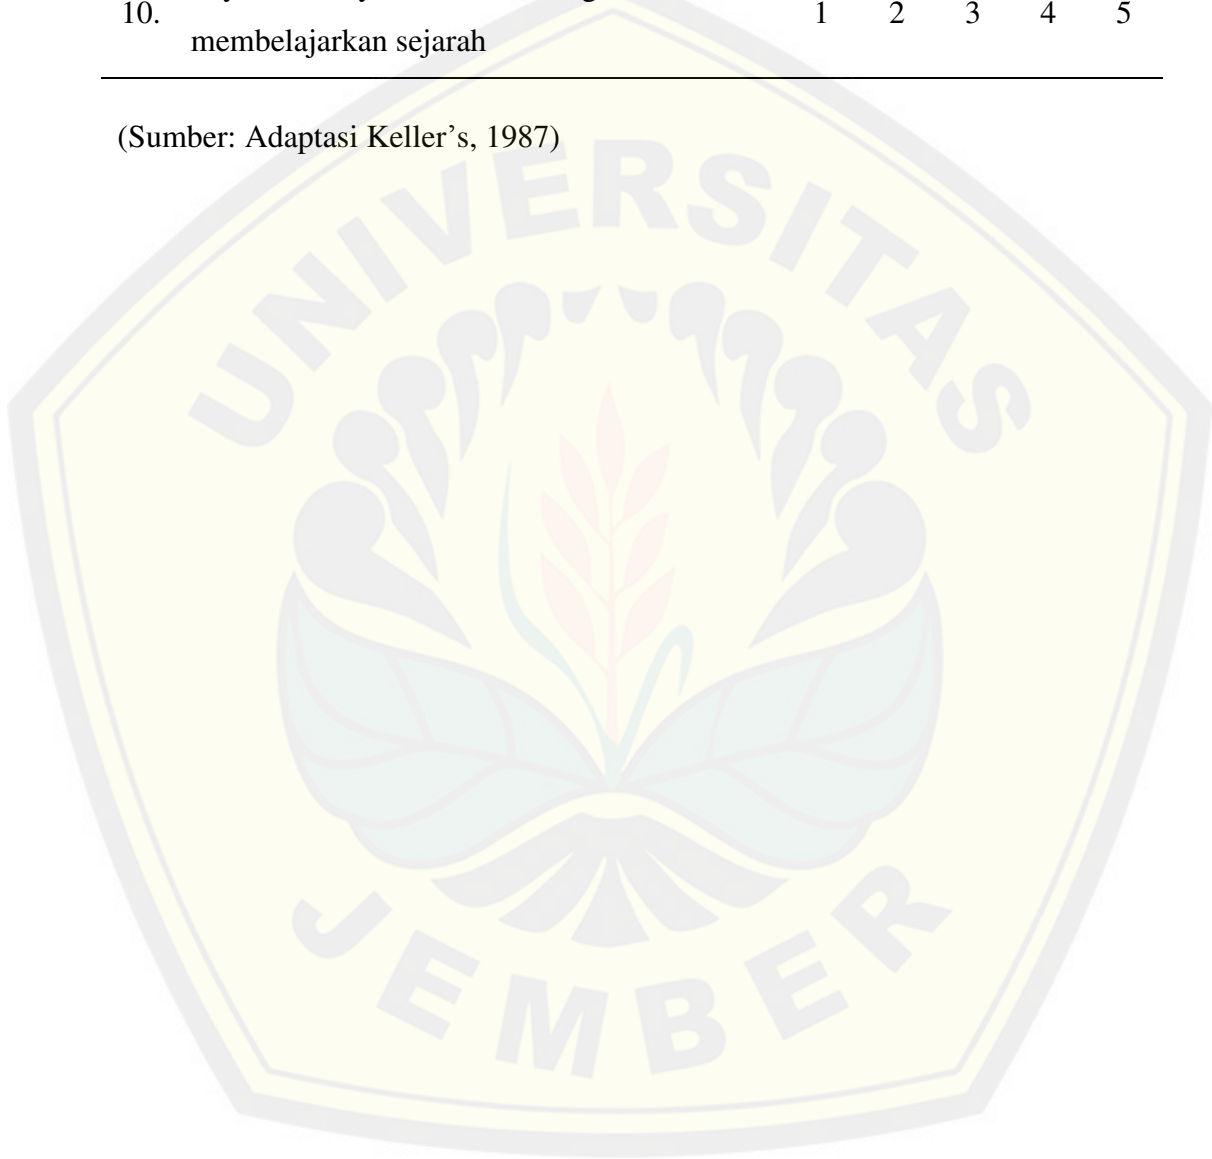 10. 1 2 3 4 5
membelajarkan sejarah
(Sumber: Adaptasi Keller’s, 1987)
UNIVERSITAS
JEMBER